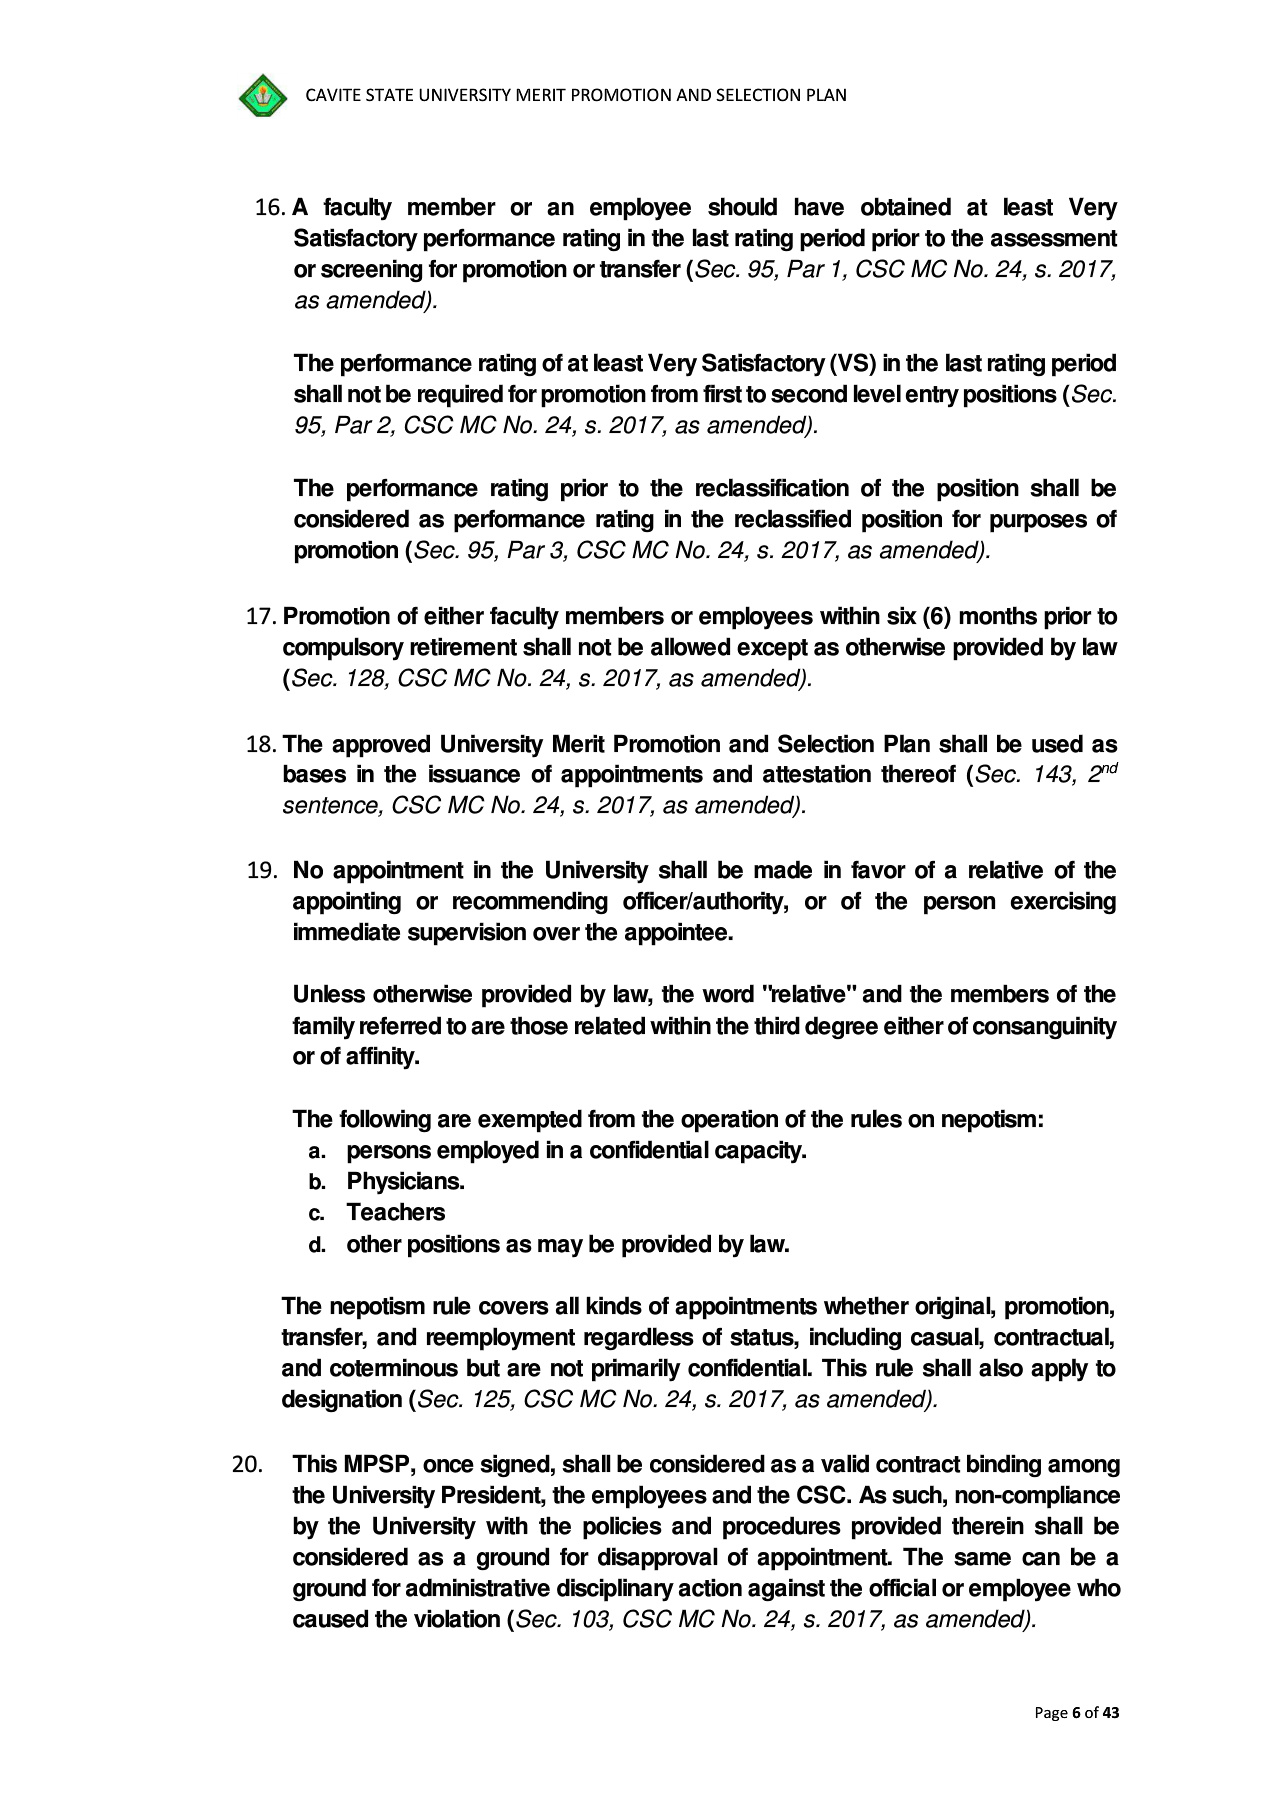 CAVITE STATE UNIVERSITY MERIT PROMOTION AND SELECTION PLAN
16. A faculty member or an employee should have obtained at least Very
Satisfactory performance rating in the last rating period prior to the assessment
or screening for promotion or transfer (Sec. 95, Par 1, CSC MC No. 24, s. 2017,
as amended).
The performance rating of at least Very Satisfactory (VS) in the last rating period
shall not be required for promotion from first to second level entry positions (Sec.
95, Par 2, CSC MC No. 24, s. 2017, as amended).
The performance rating prior to the reclassification of the position shall be
considered as performance rating in the reclassified position for purposes of
promotion (Sec. 95, Par 3, CSC MC No. 24, s. 2017, as amended).
17. Promotion of either faculty members or employees within six (6) months prior to
compulsory retirement shall not be allowed except as otherwise provided by law
(Sec. 128, CSC MC No. 24, s. 2017, as amended).
18. The approved University Merit Promotion and Selection Plan shall be used as
bases in the issuance of appointments and attestation thereof (Sec. 143, 2nd
sentence, CSC MC No. 24, s. 2017, as amended).
19. No appointment in the University shall be made in favor of a relative of the
appointing or recommending officer/authority, or of the person exercising
immediate supervision over the appointee.
Unless otherwise provided by law, the word "relative" and the members of the
family referred to are those related within the third degree either of consanguinity
or of affinity.
The following are exempted from the operation of the rules on nepotism:
a. persons employed in a confidential capacity.
b. Physicians.
c. Teachers
d. other positions as may be provided by law.
The nepotism rule covers all kinds of appointments whether original, promotion,
transfer, and reemployment regardless of status, including casual, contractual,
and coterminous but are not primarily confidential. This rule shall also apply to
designation (Sec. 125, CSC MC No. 24, s. 2017, as amended).
20. This MPSP, once signed, shall be considered as a valid contract binding among
the University President, the employees and the CSC. As such, non-compliance
by the University with the policies and procedures provided therein shall be
considered as a ground for disapproval of appointment. The same can be a
ground for administrative disciplinary action against the official or employee who
caused the violation (Sec. 103, CSC MC No. 24, s. 2017, as amended).
Page 6 of 43